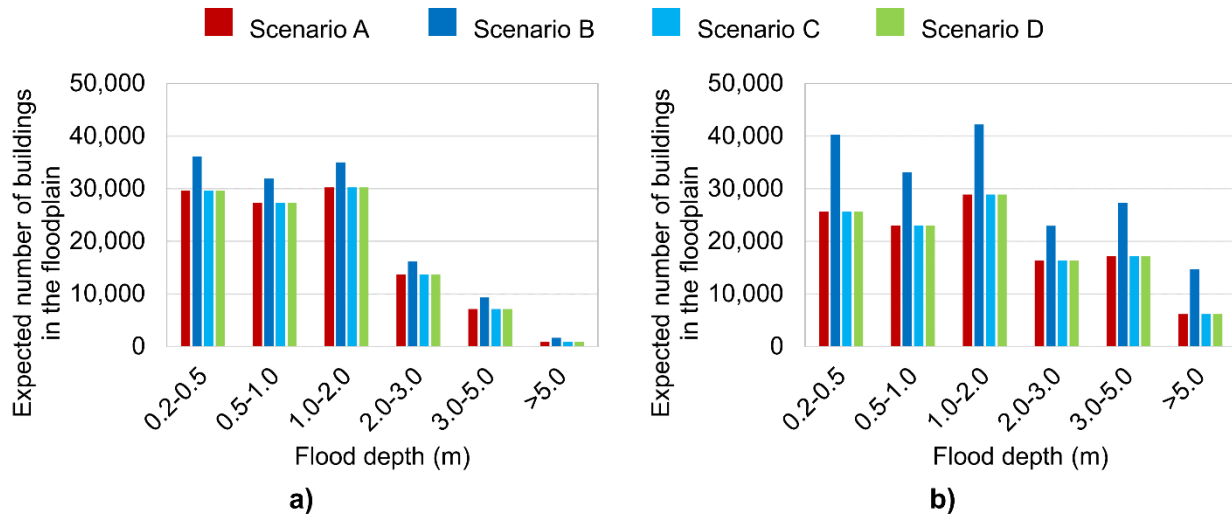 Scenario A Scenario B Scenario C Scenario D
Expected number of buildings
in the floodplain
50,000
40,000
30,000
20,000
10,000
0
0.2-0.5
0.5-1.0
1.0-2.0
2.0-3.0
3.0-5.0
>5.0
Flood depth (m)
a)
Expected number of buildings
in the floodplain
50,000
40,000
30,000
20,000
10,000
0
0.2-0.5
0.5-1.0
1.0-2.0
2.0-3.0
3.0-5.0
>5.0
Flood depth (m)
b)